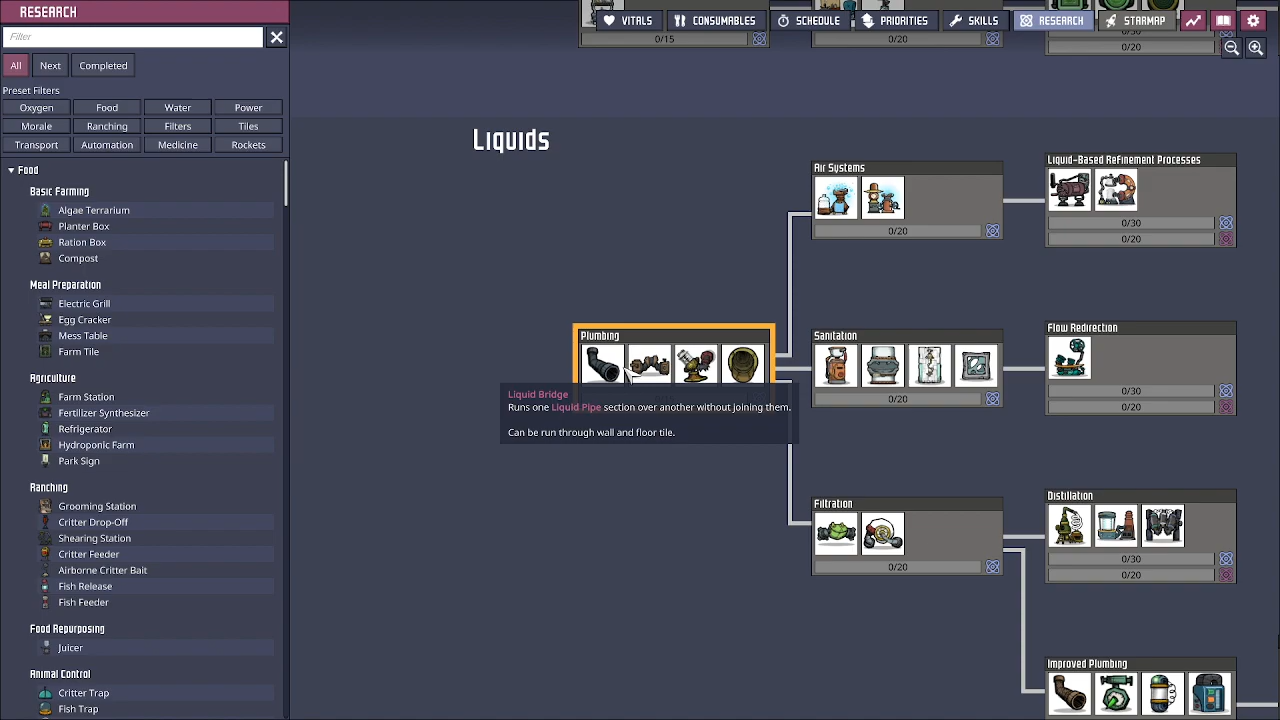 RESEARCH
VITALS
CONSUMABLES
SCHEDULE
PRIORITIES
SKILLS
RESEARCH
STARMAP
Filter
All
Next
Completed
Preset Filters
Oxygen
Food
Water
Power
Morale
Ranching
Filters
Tiles
Transport
Automation
Medicine
Rockets
Food
Basic Farming
Algae Terrarium
Planter Box
Ration Box
Compost
Meal Preparation
Electric Grill
Egg Cracker
Mess Table
Farm Tile
Agriculture
Farm Station
Fertilizer Synthesizer
Refrigerator
Hydroponic Farm
Park Sign
Ranching
Grooming Station
Critter Drop-Off
Shearing Station
Critter Feeder
Airborne Critter Bait
Fish Release
Fish Feeder
Food Repurposing
Juicer
Animal Control
Critter Trap
Fish Trap
0/15
0/20
0/20
Liquids
Air Systems
0/20
Liquid-Based Refinement Processes
0/30
0/20
Plumbing
Sanitation
0/20
Flow Redirection
0/30
0/20
Liquid Bridge
Runs one Liquid Pipe section over another without joining them.
Can be run through wall and floor tile.
Filtration
0/20
Distillation
0/30
0/20
Improved Plumbing